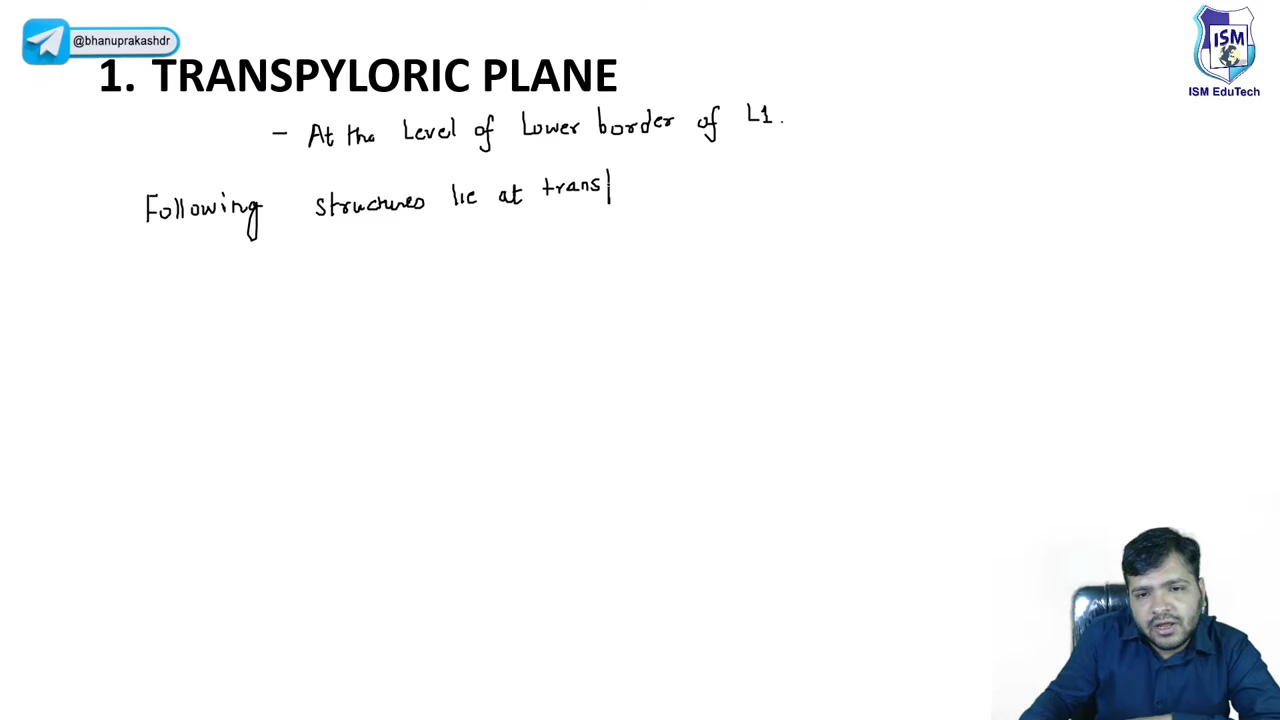 @bhanuprakashdr
ISM
ISM EduTech
1. TRANSPYLORIC PLANE
- At the Level of Lower border of L1.
Following structures lie at transp